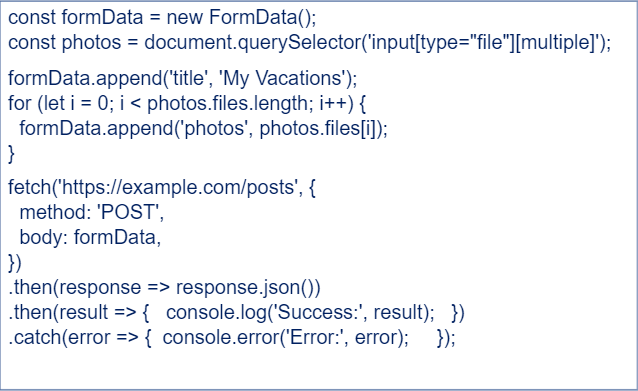 const formData = new FormData();
const photos = document.querySelector('input[type="file"][multiple]');
formData.append('title', 'My Vacations');
for (let i = 0; i < photos.files.length; i++) {
  formData.append('photos', photos.files[i]);
}
fetch('https://example.com/posts', {
  method: 'POST',
  body: formData,
})
.then(response => response.json())
.then(result => {   console.log('Success:', result);   })
.catch(error => {  console.error('Error:', error);     });